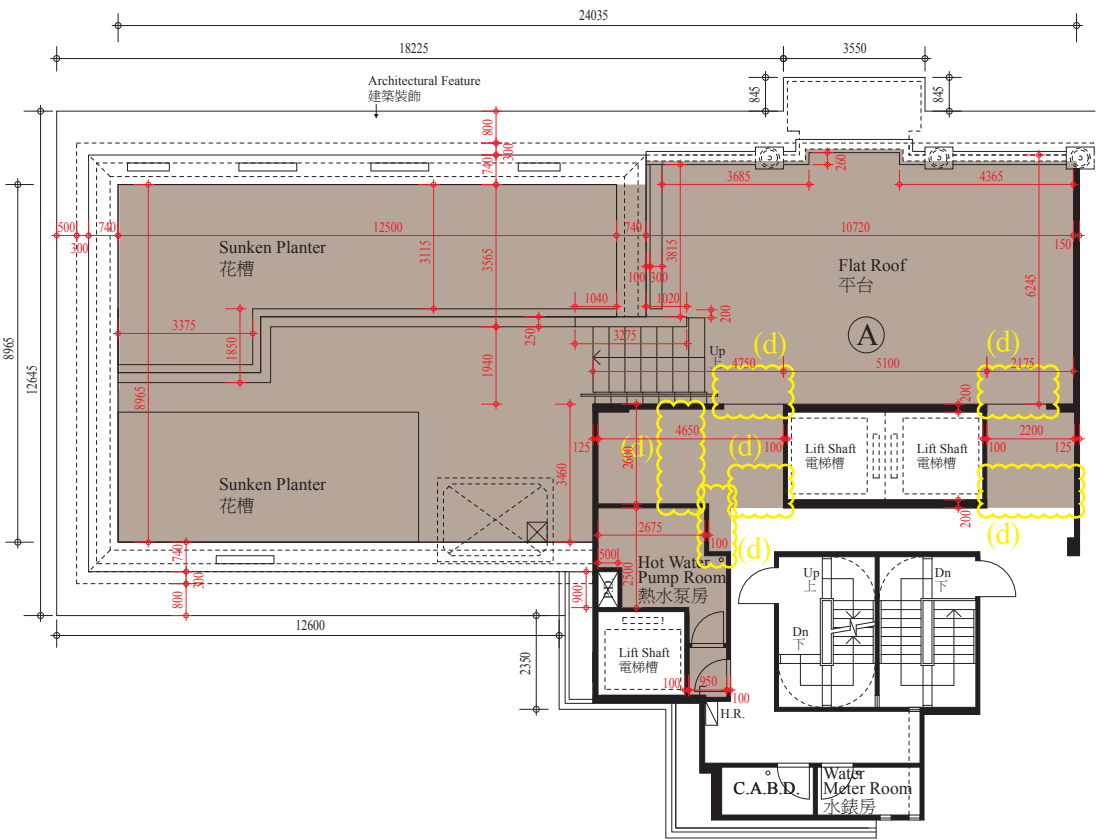 24035
18225
3550
Architectural Feature
建築裝飾
845
845
800
300
740
260
3685
4365
500
300
740
12500
740
10720
150
Sunken Planter
花槽
3115
3565
3815
100
300
Flat Roof
平台
6245
8965
12645
3375
1850
8965
1040
1020
200
250
3275
1940
Up
上
A
4750
5100
2175
(d)
(d)
200
125
4650
100
(d)
(d)
2600
3460
Lift Shaft
電梯槽
Lift Shaft
電梯槽
2200
100
125
Sunken Planter
花槽
200
(d)
(d)
2675
100
500
Hot Water
Pump Room
熱水泵房
2500
P.D.
900
740
300
800
12600
2350
Lift Shaft
電梯槽
100
950
100
H.R.
Up
上
Dn
下
Dn
下
C.A.B.D.
Water
Meter Room
水錶房